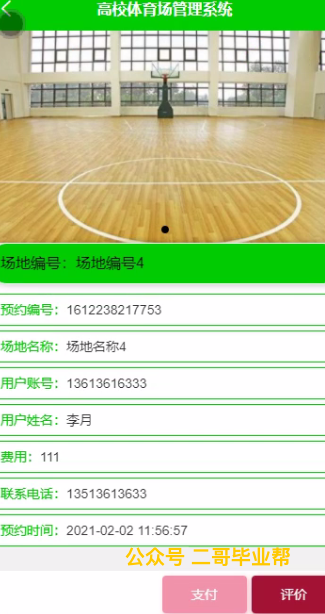 高校体育场管理系统
场地编号：场地编号4
预约编号：1612238217753
场地名称：场地名称4
用户账号：13613616333
用户姓名：李月
费用：111
联系电话：13513613633
预约时间：2021-02-02 11:56:57
公众号 二哥毕业帮
支付 评价